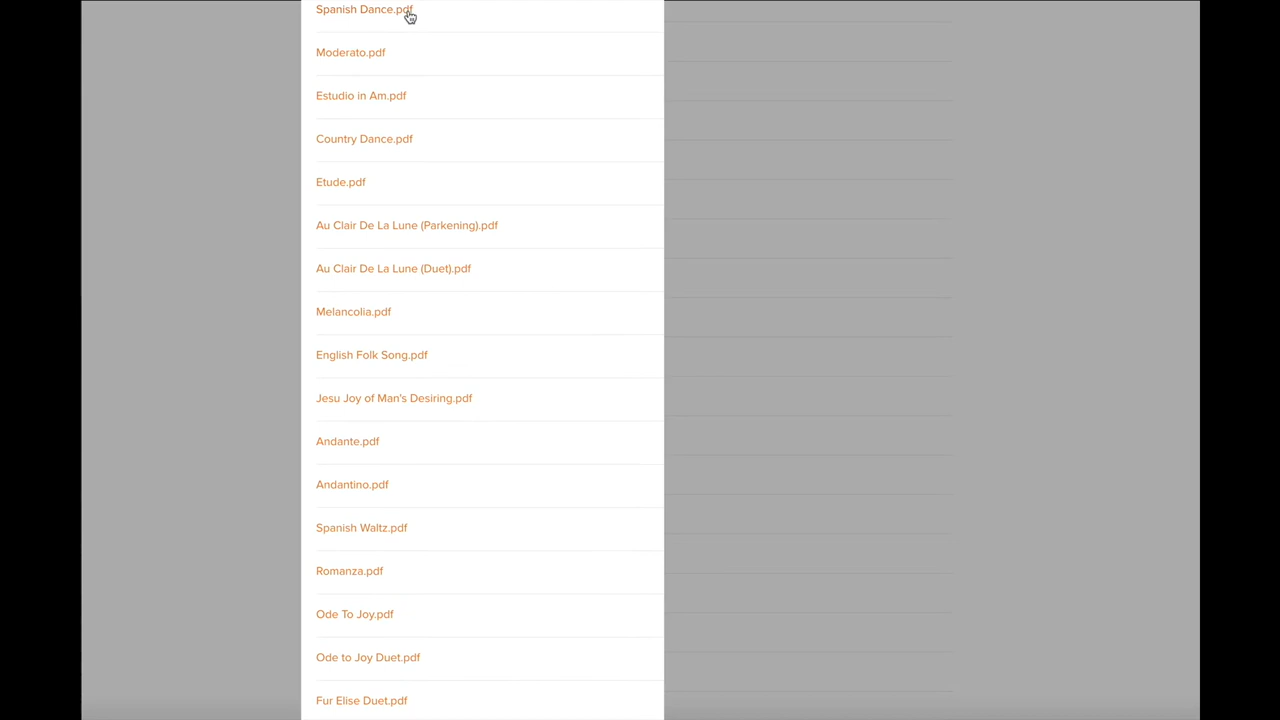 Spanish Dance.pdf
Moderato.pdf
Estudio in Am.pdf
Country Dance.pdf
Etude.pdf
Au Clair De La Lune (Parkening).pdf
Au Clair De La Lune (Duet).pdf
Melancolia.pdf
English Folk Song.pdf
Jesu Joy of Man's Desiring.pdf
Andante.pdf
Andantino.pdf
Spanish Waltz.pdf
Romanza.pdf
Ode To Joy.pdf
Ode to Joy Duet.pdf
Fur Elise Duet.pdf